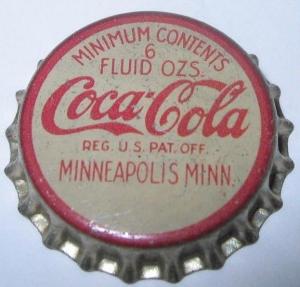 MINIMUM CONTENTS
6
FLUID OZS.
Coca-Cola
REG. U.S. PAT. OFF.
MINNEAPOLIS MINN.